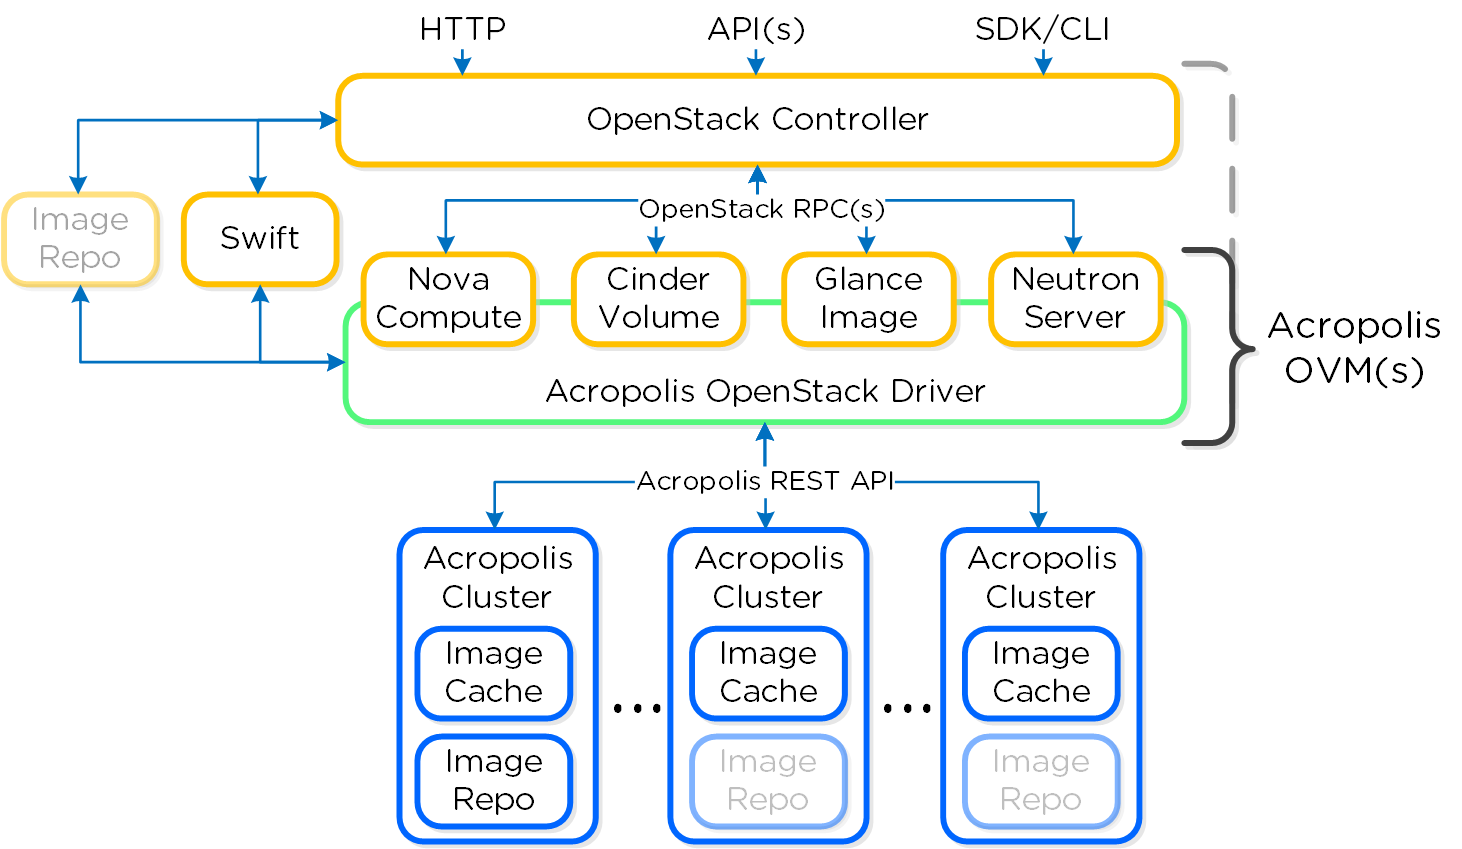 HTTP
API(s)
SDK/CLI
OpenStack Controller
Image
Repo
Swift
OpenStack RPC(s)
Nova
Compute
Cinder
Volume
Glance
Image
Neutron
Server
Acropolis OpenStack Driver
Acropolis
OVM(s)
Acropolis REST API
Acropolis
Cluster
Image
Cache
Image
Repo
...
Acropolis
Cluster
Image
Cache
Image
Repo
...
Acropolis
Cluster
Image
Cache
Image
Repo